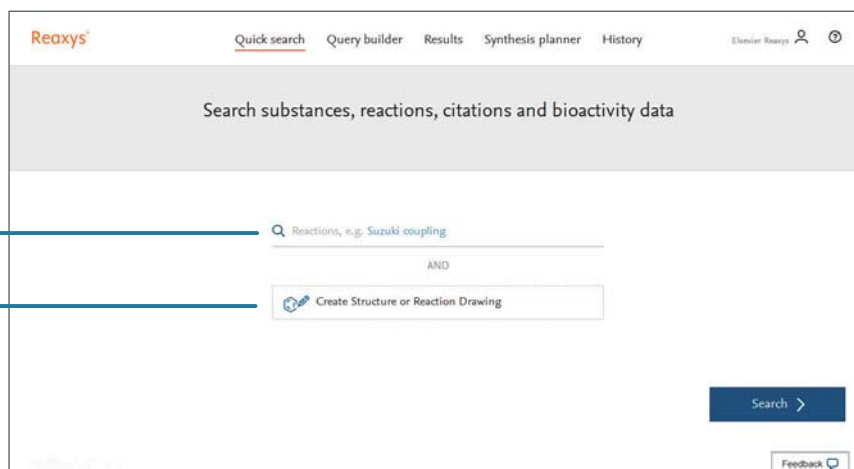 Reaxys®
Quick search Query builder Results Synthesis planner History Elsevier Reaxys
Search substances, reactions, citations and bioactivity data
Reactions, e.g. Suzuki coupling
AND
Create Structure or Reaction Drawing
Search
Feedback